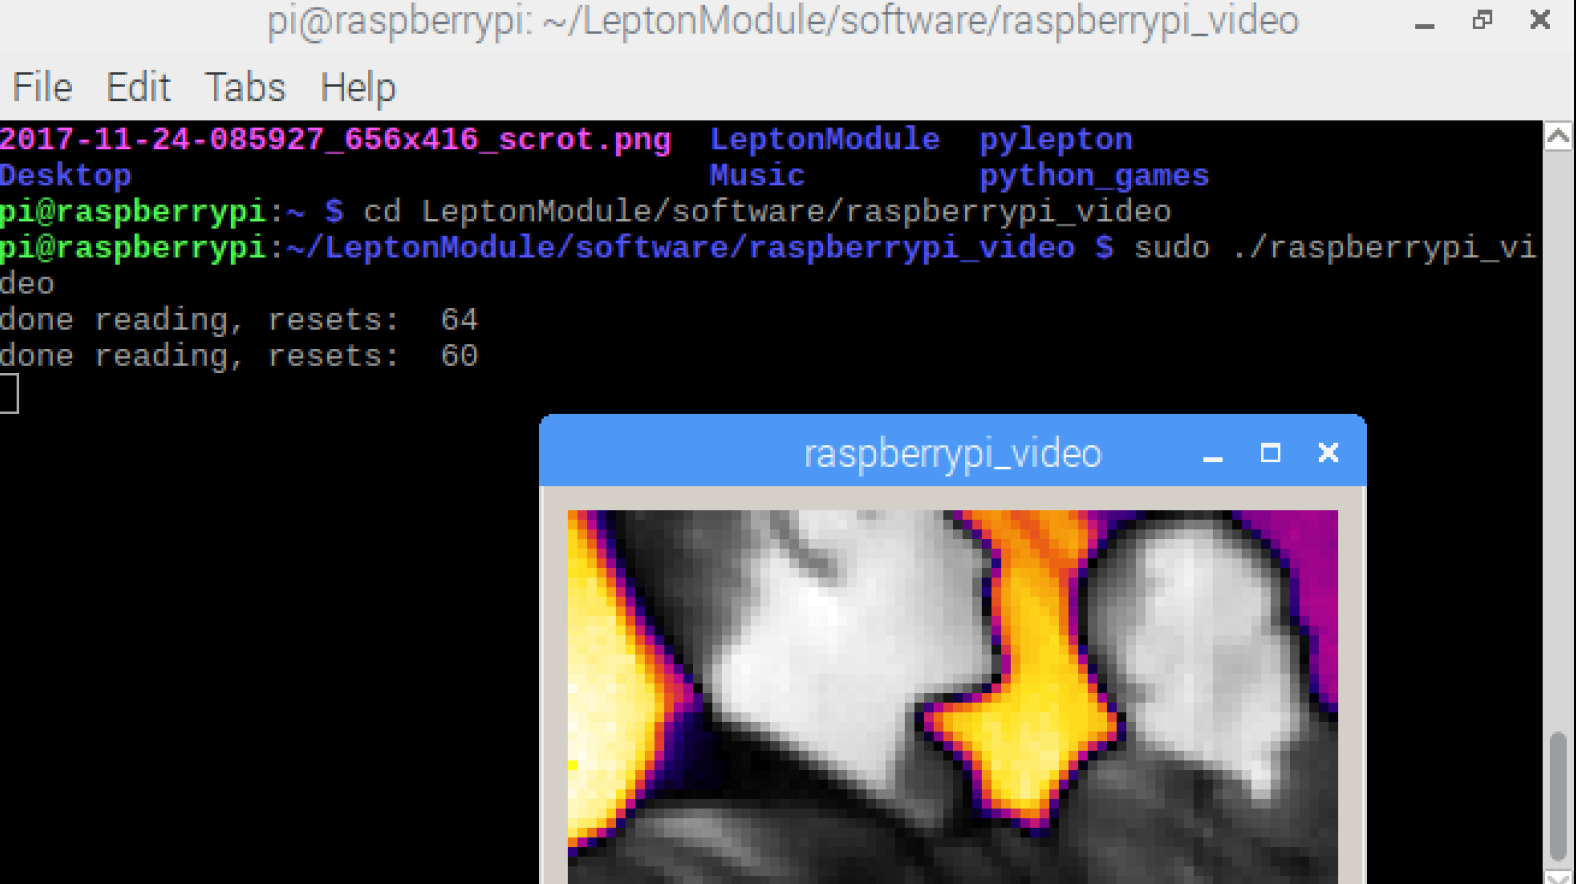 pi@raspberrypi: ~/LeptonModule/software/raspberrypi_video
File Edit Tabs Help
2017-11-24-085927_656x416_scrot.png LeptonModule pylepton
Desktop Music python_games
pi@raspberrypi:~ $ cd LeptonModule/software/raspberrypi_video
pi@raspberrypi:~/LeptonModule/software/raspberrypi_video $ sudo ./raspberrypi_vi
deo
done reading, resets: 64
done reading, resets: 60
raspberrypi_video